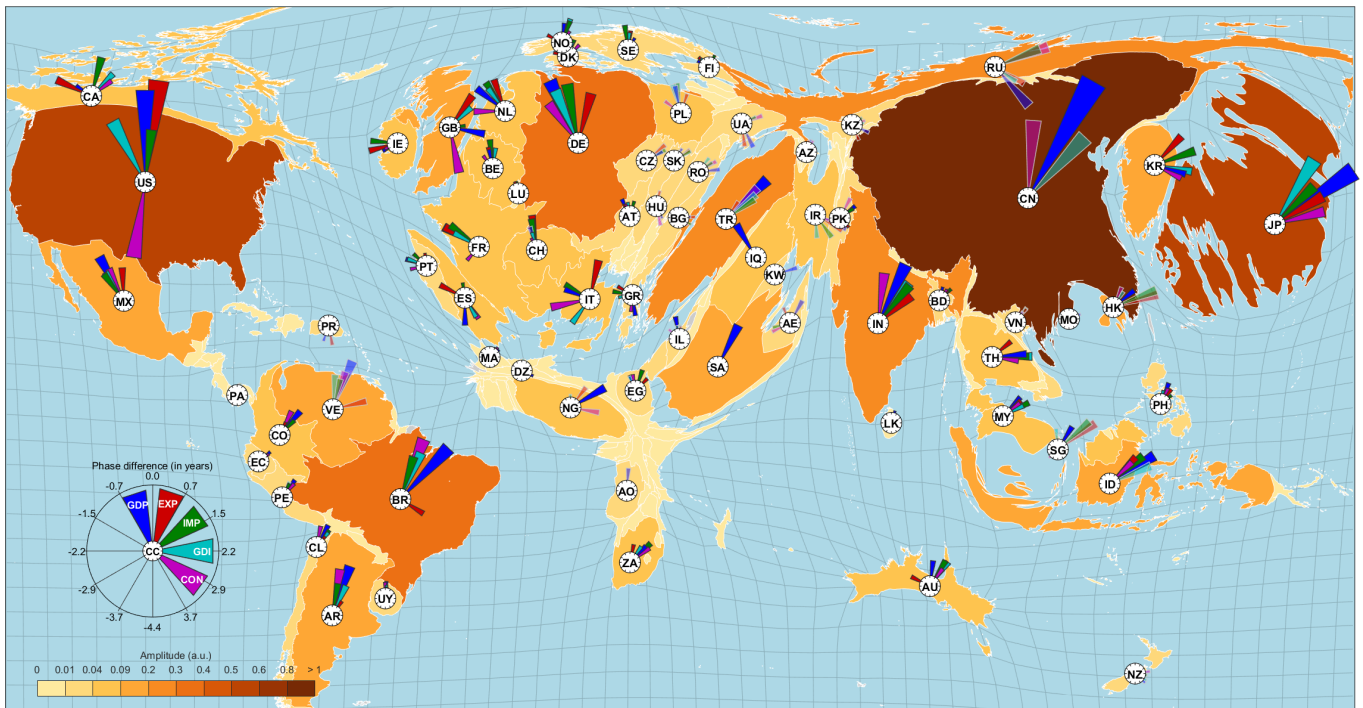 NO
DK
SE
FI
RU
CA
NL
GB
DE
PL
UA
KZ
IE
BE
CZ
SK
RO
AZ
KR
US
LU
AT
HU
BG
TR
IR
PK
CN
JP
FR
CH
PT
IQ
KW
MX
ES
IT
GR
IL
AE
IN
BD
VN
MO
HK
PR
MA
DZ
SA
TH
PA
VE
NG
EG
LK
MY
PH
CO
EC
SG
PE
BR
AO
ID
CL
ZA
AR
UY
AU
NZ
Phase difference (in years)
0.0
-0.7
0.7
-1.5
1.5
-2.2
2.2
-2.9
2.9
-3.7
3.7
-4.4
GDP
EXP
IMP
GDI
CON
CC
Amplitude (a.u.)
0 0.01 0.04 0.09 0.2 0.3 0.4 0.5 0.6 0.8 > 1